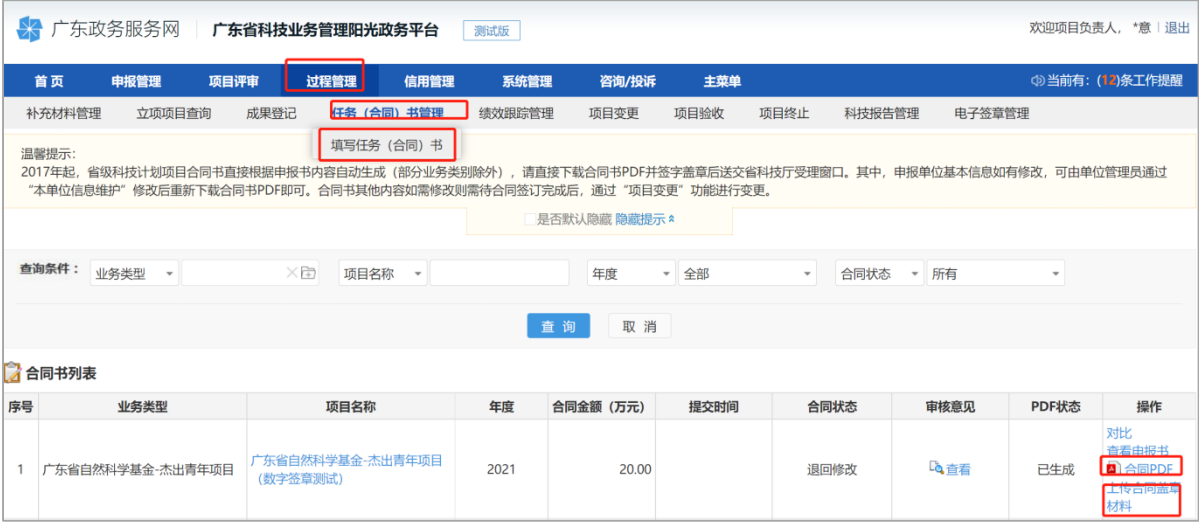 广东政务服务网 广东省科技业务管理阳光政务平台 测试版 欢迎项目负责人，*意 | 退出
首 页 申报管理 项目评审 过程管理 信用管理 系统管理 咨询/投诉 主菜单 当前有：(12)条工作提醒
补充材料管理 立项项目查询 成果登记 任务（合同）书管理 绩效跟踪管理 项目变更 项目验收 项目终止 科技报告管理 电子签章管理
填写任务（合同）书
温馨提示：
2017年起，省级科技计划项目合同书直接根据申报书内容自动生成（部分业务类别除外），请直接下载合同书PDF并签字盖章后送交省科技厅受理窗口。其中，申报单位基本信息如有修改，可由单位管理员通过
“本单位信息维护”修改后重新下载合同书PDF即可。合同书其他内容如需修改则需待合同签订完成后，通过“项目变更”功能进行变更。
是否默认隐藏 隐藏提示
查询条件： 业务类型 项目名称 年度 全部 合同状态 所有
查 询 取 消
合同书列表
序号 业务类型 项目名称 年度 合同金额（万元） 提交时间 合同状态 审核意见 PDF状态 操作
1 广东省自然科学基金-杰出青年项目 广东省自然科学基金-杰出青年项目 2021 20.00 退回修改 查看 已生成 对比
（数字签章测试） 查看申报书
合同PDF
上传合同盖章
材料